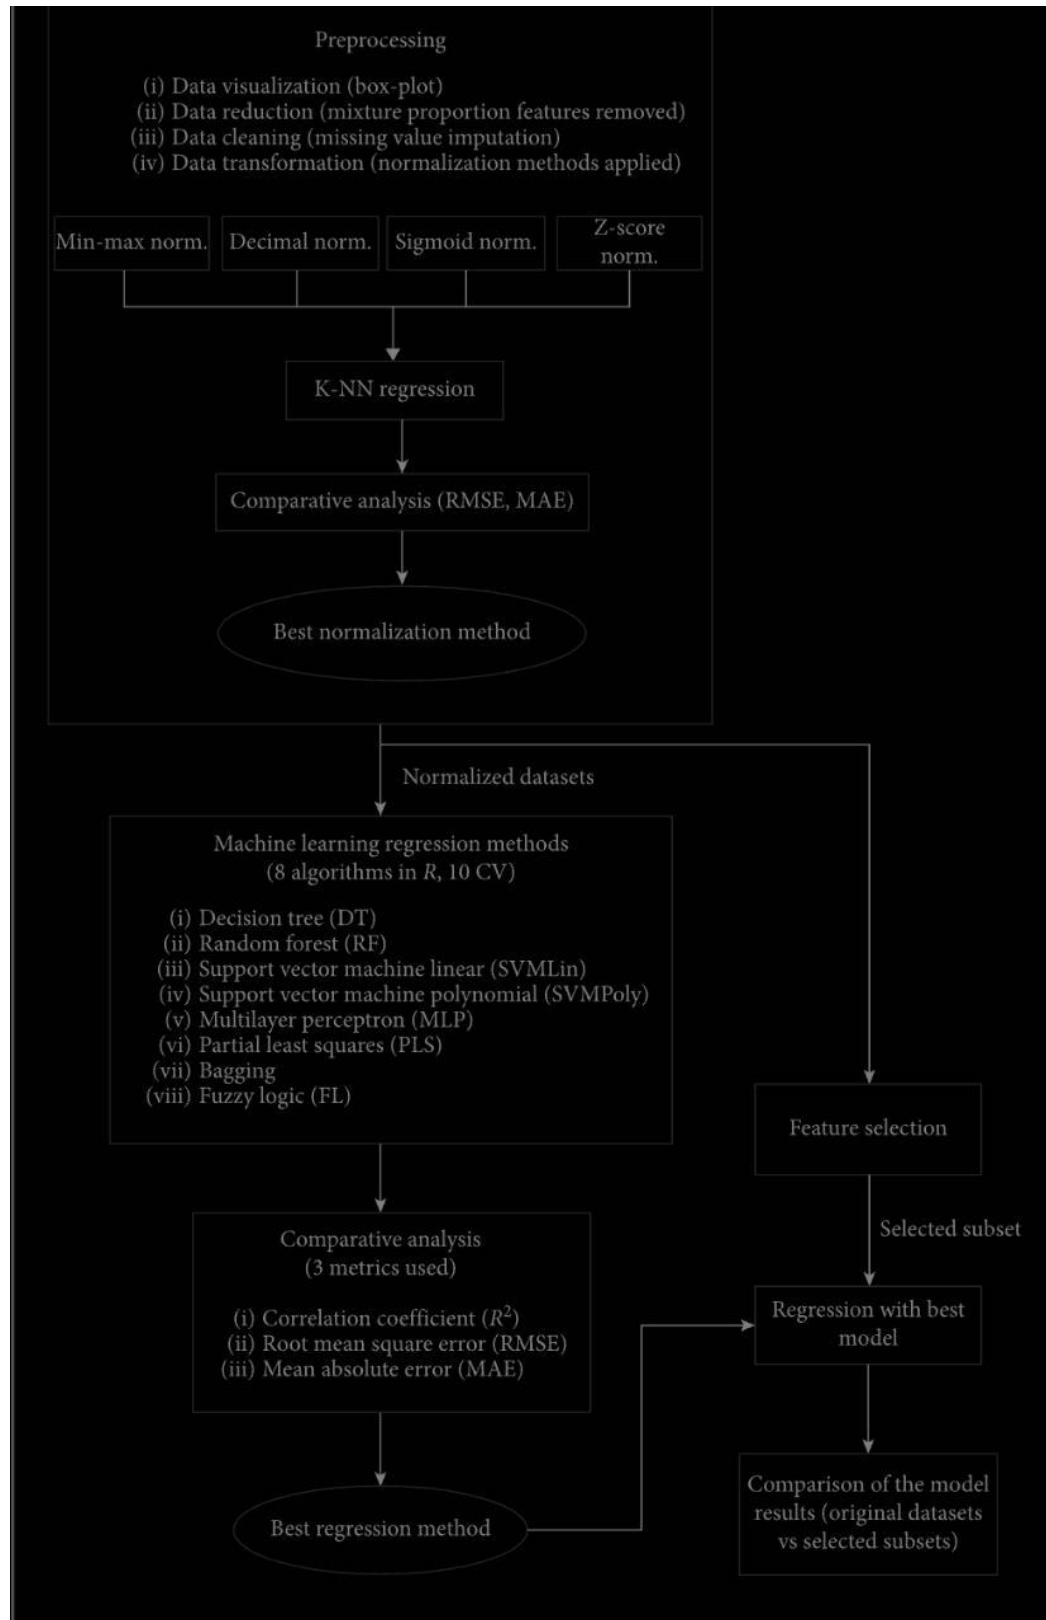 Preprocessing
(i) Data visualization (box-plot)
(ii) Data reduction (mixture proportion features removed)
(iii) Data cleaning (missing value imputation)
(iv) Data transformation (normalization methods applied)
Min-max norm.
Decimal norm.
Sigmoid norm.
Z-score
norm.
K-NN regression
Comparative analysis (RMSE, MAE)
Best normalization method
Normalized datasets
Machine learning regression methods
(8 algorithms in R, 10 CV)
(i) Decision tree (DT)
(ii) Random forest (RF)
(iii) Support vector machine linear (SVMLin)
(iv) Support vector machine polynomial (SVMPoly)
(v) Multilayer perceptron (MLP)
(vi) Partial least squares (PLS)
(vii) Bagging
(viii) Fuzzy logic (FL)
Comparative analysis
(3 metrics used)
(i) Correlation coefficient (R²)
(ii) Root mean square error (RMSE)
(iii) Mean absolute error (MAE)
Best regression method
Feature selection
Selected subset
Regression with best
model
Comparison of the model
results (original datasets
vs selected subsets)